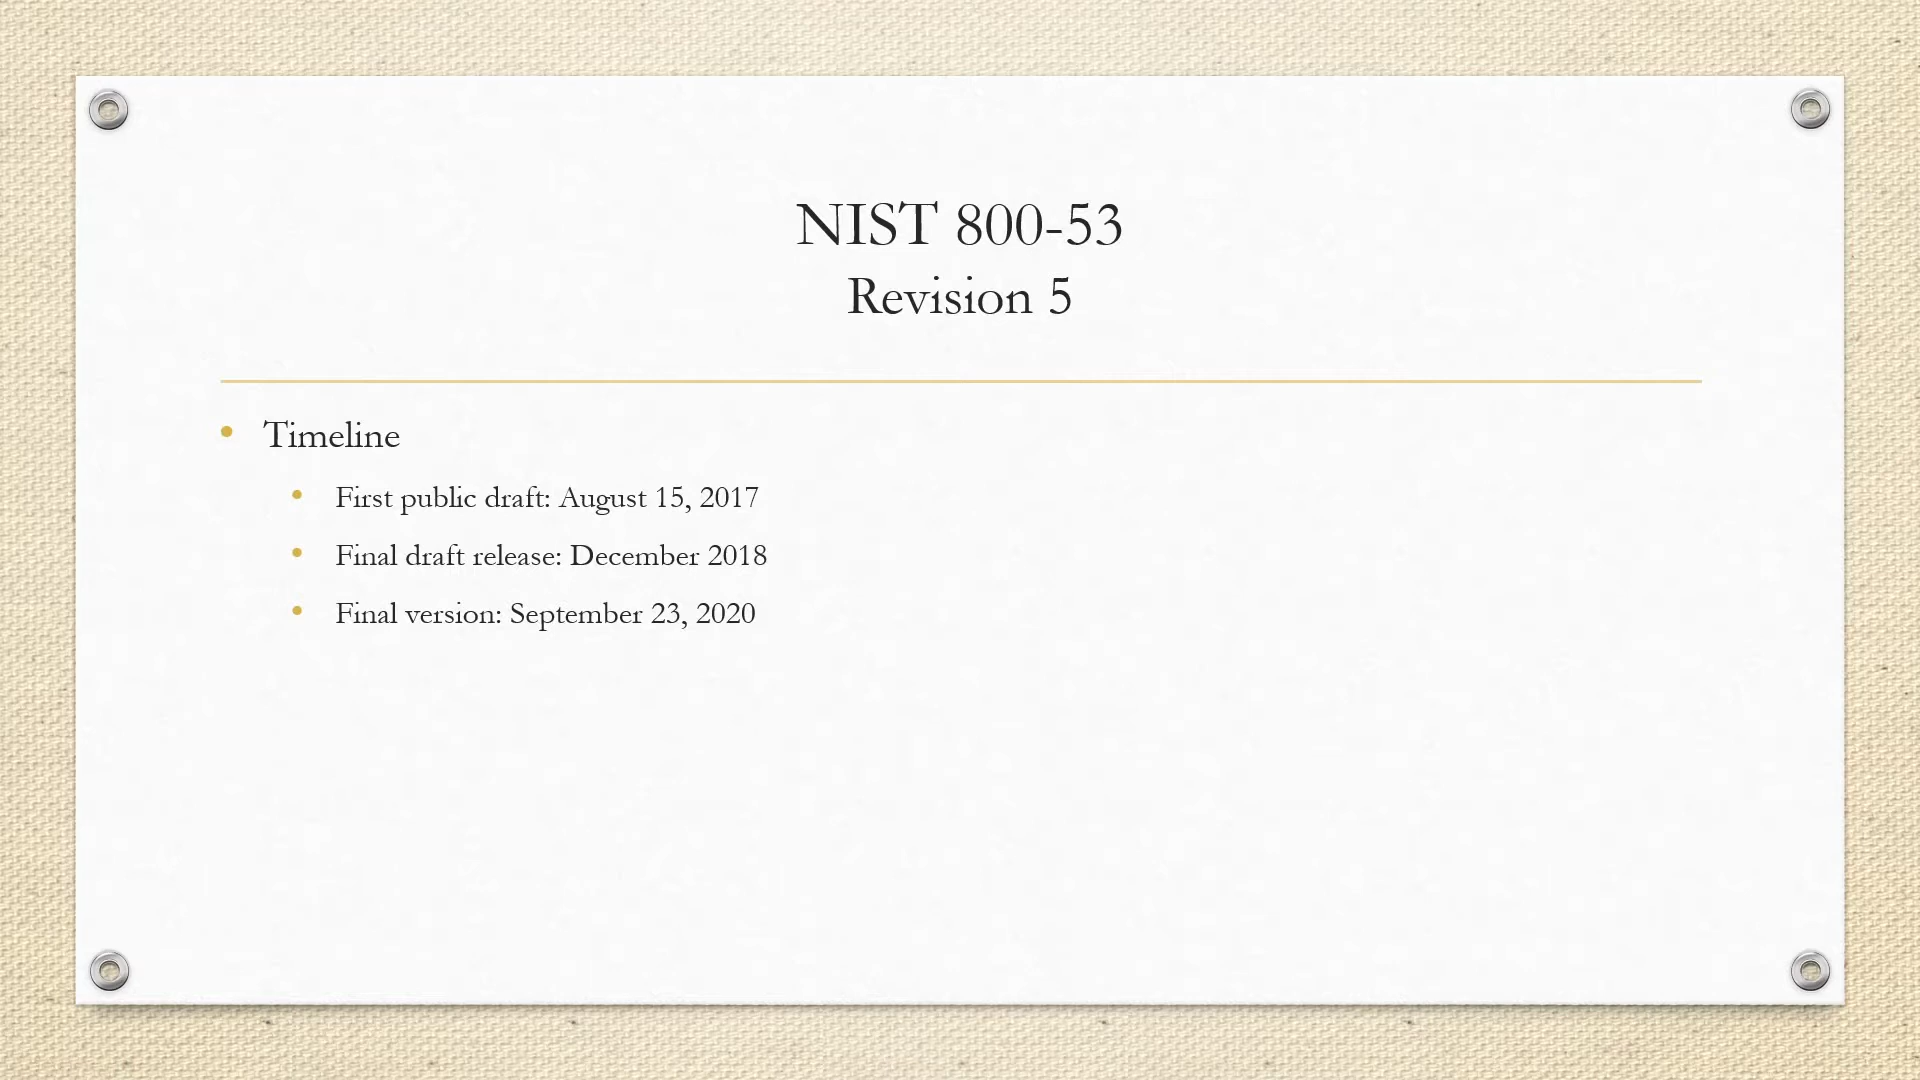 NIST 800-53
Revision 5
• Timeline
• First public draft: August 15, 2017
• Final draft release: December 2018
• Final version: September 23, 2020